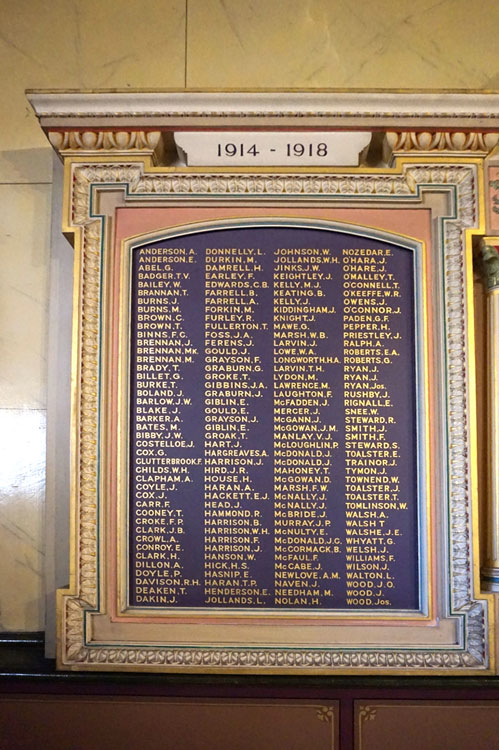 1914 - 1918
ANDERSON, A.
ANDERSON, E.
ABEL, G.
BADGER, T.V.
BAILEY, W.
BRANNAN, T.
BURNS, J.
BURNS, M.
BROWN, C.
BROWN, T.
BINNS, F.C.
BRENNAN, J.
BRENNAN, MK.
BRENNAN, M.
BRADY, T.
BILLET, G.
BURKE, T.
BOLAND, J.
BARLOW, J.W.
BLAKE, J.
BARKER, A.
BATES, M.
BIBBY, J.W.
COSTELLOE, J.
COX, G.
CLUTTERBROOK, F.
CHILDS, W.H.
CLAPHAM, A.
COYLE, J.
COX, J.
CARR, F.
COONEY, T.
CROKE, F.P.
CLARK, J.B.
CROWL, A.
CONROY, E.
CLARK, H.
DILLON, A.
DOYLE, P.
DAVISON, R.H.
DEAKEN, T.
DAKIN, J.
DONNELLY, L.
DURKIN, M.
DAMRELL, H.
EARLEY, F.
EDWARDS, C.B.
FARRELL, B.
FARRELL, A.
FORKIN, M.
FURLEY, R.
FULLERTON, T.
FOSS, J.A.
FERENS, J.
GOULD, J.
GRAYSON, F.
GRABURN, G.
GROKE, T.
GIBBINS, J.A.
GRABURN, J.
GIBLIN, E.
GOULD, E.
GRAYSON, J.
GIBLIN, E.
GROAK, T.
HART, J.
HARGREAVES, A.
HARRISON, J.
HIRD, J.R.
HOUSE, H.
HARAN, A.
HACKETT, E.J.
HEAD, J.
HAMMOND, R.
HARRISON, B.
HARRISON, W.H.
HARRISON, F.
HARRISON, J.
HANSON, W.
HICK, H.S.
HASNIP, E.
HARAN, T.P.
HENDERSON, E.
JOLLANDS, L.
JOHNSON, W.
JOLLANDS, W.H.
JINKS, J.W.
KEIGHTLEY, J.
KELLY, M.J.
KEATING, B.
KELLY, J.
KIDDINGHAM, J.
KNIGHT, J.
MAWE, G.
MARSH, W.B.
LARVIN, J.
LOWE, W.A.
LONGWORTH, H.A.
LARVIN, T.H.
LYDON, M.
LAWRENCE, M.
LAUGHTON, F.
McFADDEN, J.
MERCER, J.
McGANN, J.
McGOWAN, J.M.
MANLAY, V.J.
McLOUGHLIN, P.
McDONALD, J.
McDONALD, J.
MAHONEY, T.
McGOWAN, D.
MARSH, F.W.
McNALLY, J.
McNALLY, J.
McBRIDE, J.
MURRAY, J.P.
McNULTY, E.
McDONALD, J.G.
McCORMACK, B.
McFAUL, F.
McCABE, J.
NEWLOVE, A.M.
NAVEN, J.
NEEDHAM, M.
NOLAN, H.
NOZEDAR, E.
O'HARA, J.
O'HARE, J.
O'MALLEY, T.
O'CONNELL, T.
O'KEEFFE, W.R.
OWENS, J.
O'CONNOR, J.
PADEN, G.F.
PEPPER, H.
PRIESTLEY, J.
RALPH, A.
ROBERTS, E.A.
ROBERTS, G.
RYAN, J.
RYAN, J.
RYAN, Jos.
RUSHBY, J.
RIGNALL, E.
SNEE, W.
STEWARD, R.
SMITH, J.
SMITH, F.
STEWARD, S.
TOALSTER, E.
TRAINOR, J.
TYMON, J.
TOWNEND, W.
TOALSTER, J.
TOALSTER, T.
TOMLINSON, W.
WALSH, A.
WALSH T
WALSHE, J.E.
WHYATT, G.
WELSH, J.
WILLIAMS, F.
WILSON, J.
WALTON, L.
WOOD, J.O.
WOOD, J.
WOOD, Jos.